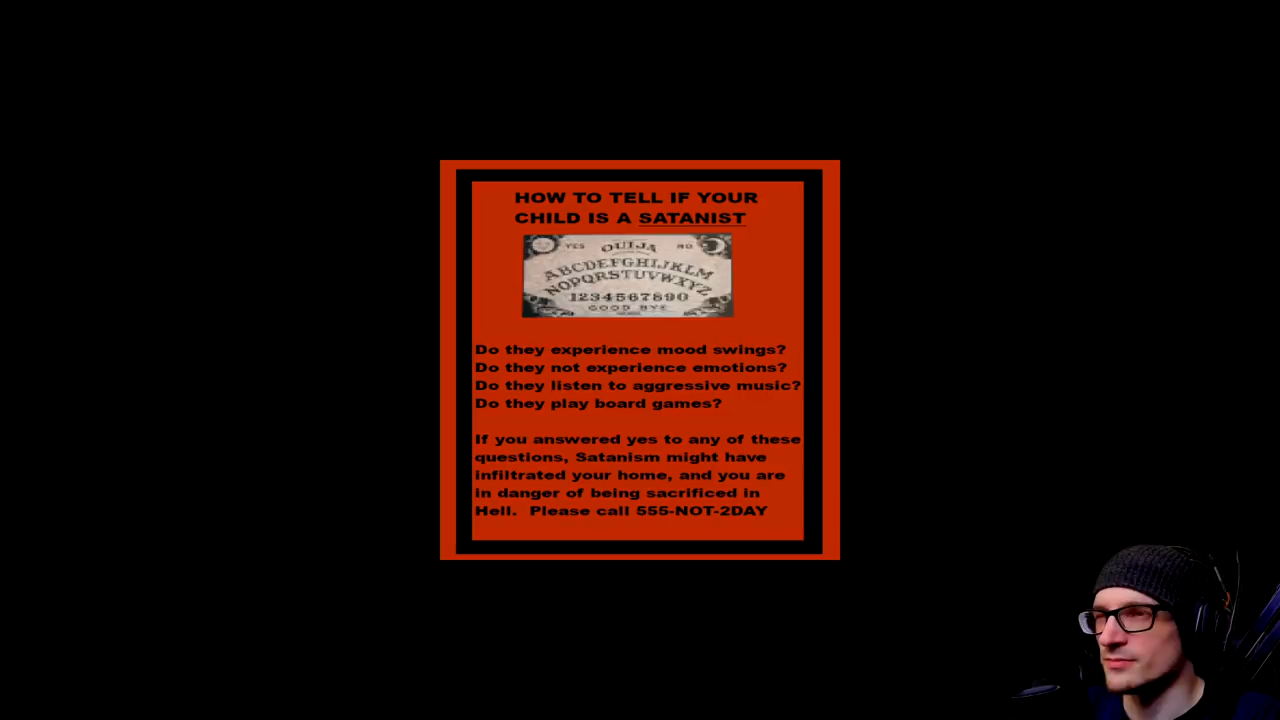 HOW TO TELL IF YOUR
CHILD IS A SATANIST
YES OUIJA NO
ABCDEFGHIJKLM
NOPQRSTUVWXYZ
1234567890
GOOD BYE
Do they experience mood swings?
Do they not experience emotions?
Do they listen to aggressive music?
Do they play board games?
If you answered yes to any of these
questions, Satanism might have
infiltrated your home, and you are
in danger of being sacrificed in
Hell. Please call 555-NOT-2DAY